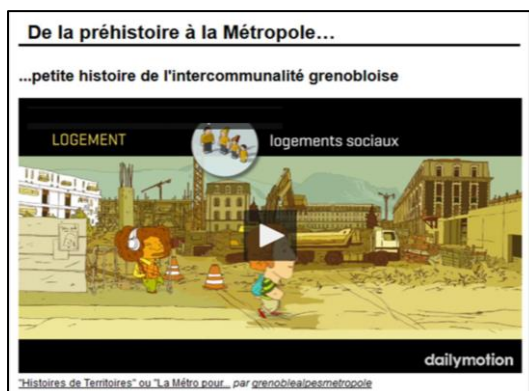 De la préhistoire à la Métropole…
...petite histoire de l'intercommunalité grenobloise
LOGEMENT logements sociaux
dailymotion
"Histoires de Territoires" ou "La Métro pour... par grenoblealpesmetropole